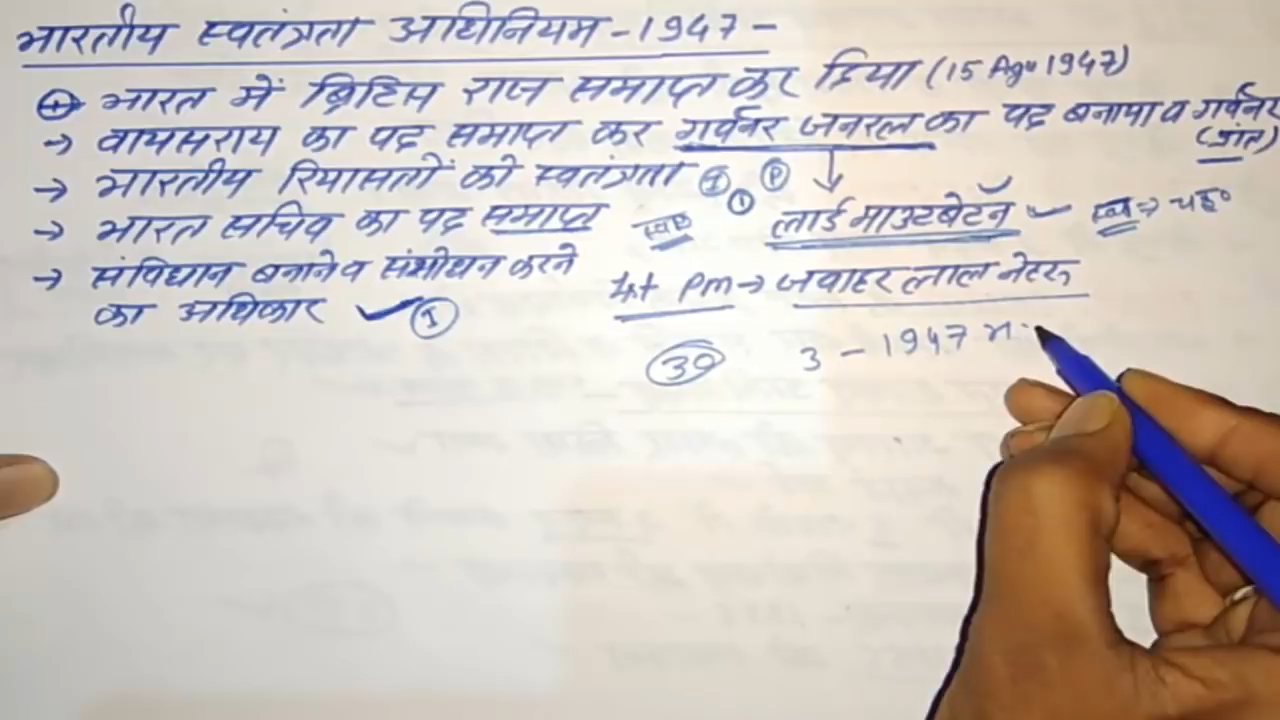 भारतीय स्वतंत्रता अधिनियम-1947-
भारत में ब्रिटिस राज समाप्त कर दिया (15 Agu 1947)
→ वायसराय का पद समाप्त कर गर्वनर जनरल का पद बनाया व गर्वनर
(प्रांत)
→ भारतीय रियासतों को स्वतंत्रता I P
I
→ भारत सचिव का पद समाप्त
लार्ड माउटबेटॅन
→ संविधान बनाने व संशोधन करने
का अधिकार ✓ I
Ist Pm → जवाहर लाल नेहरू
39 3-1947 म